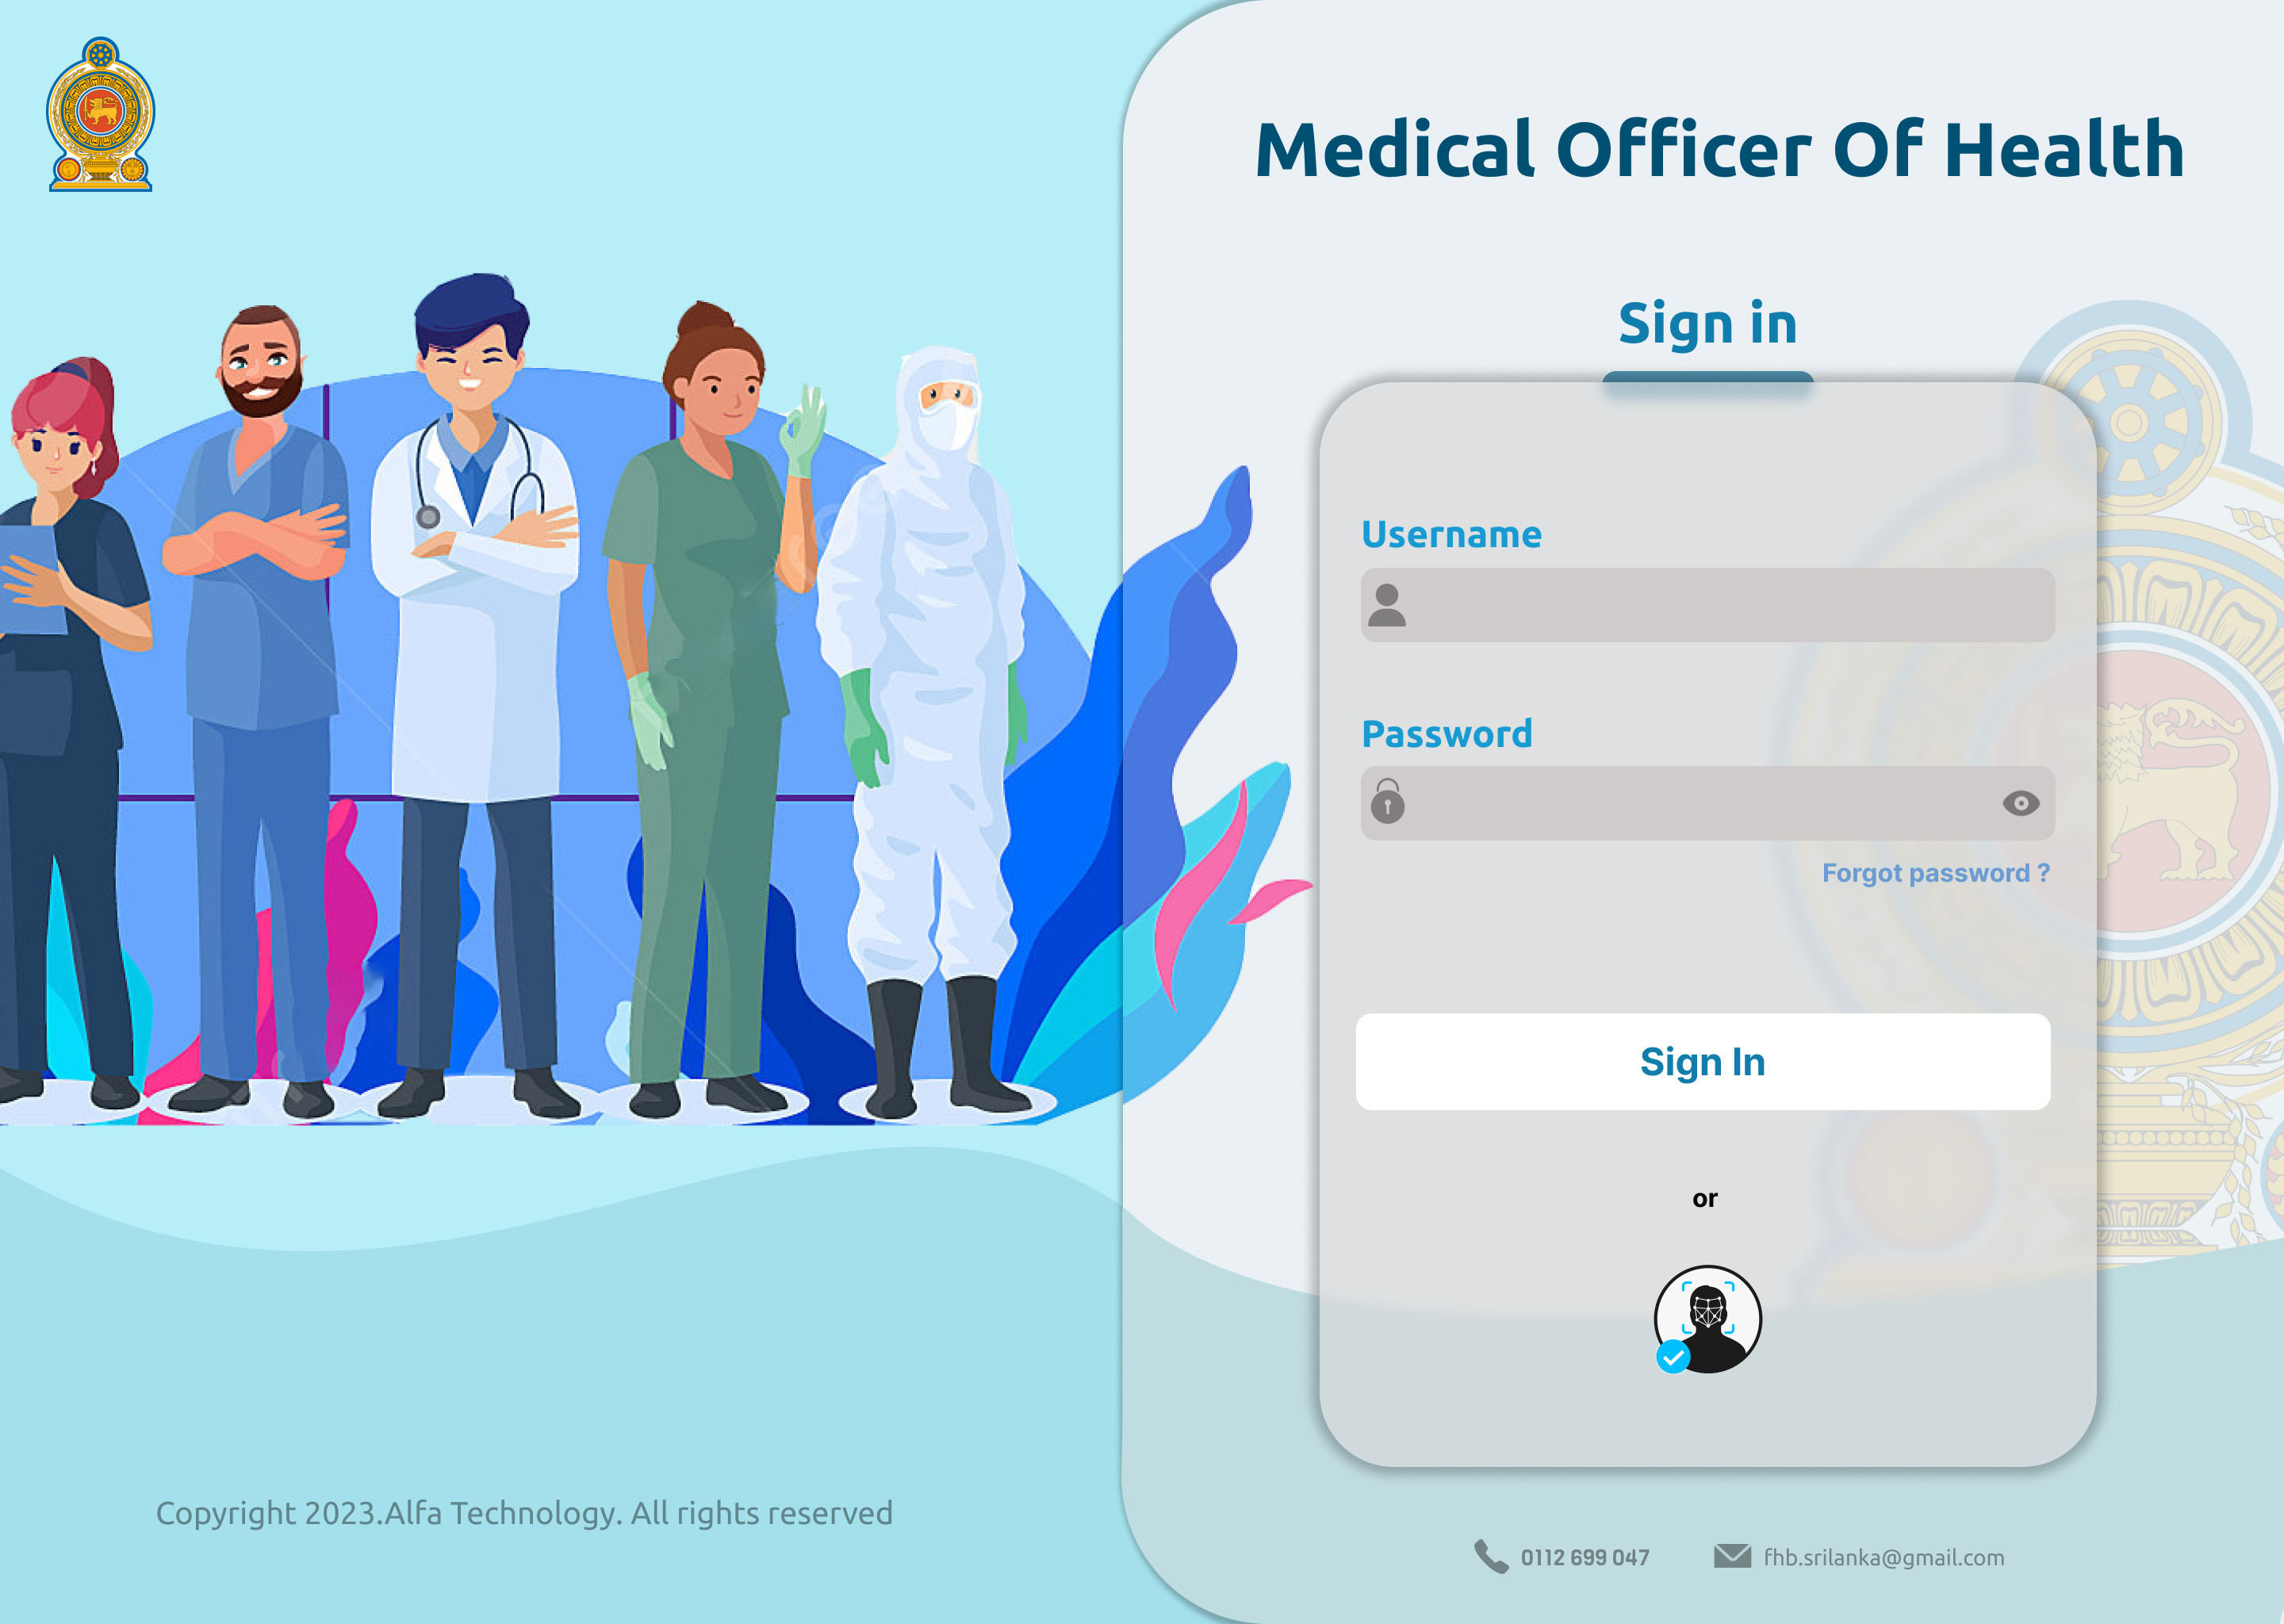 Medical Officer Of Health
Sign in
Username
Password
Forgot password ?
Sign In
or
Copyright 2023.Alfa Technology. All rights reserved
0112 699 047
fhb.srilanka@gmail.com